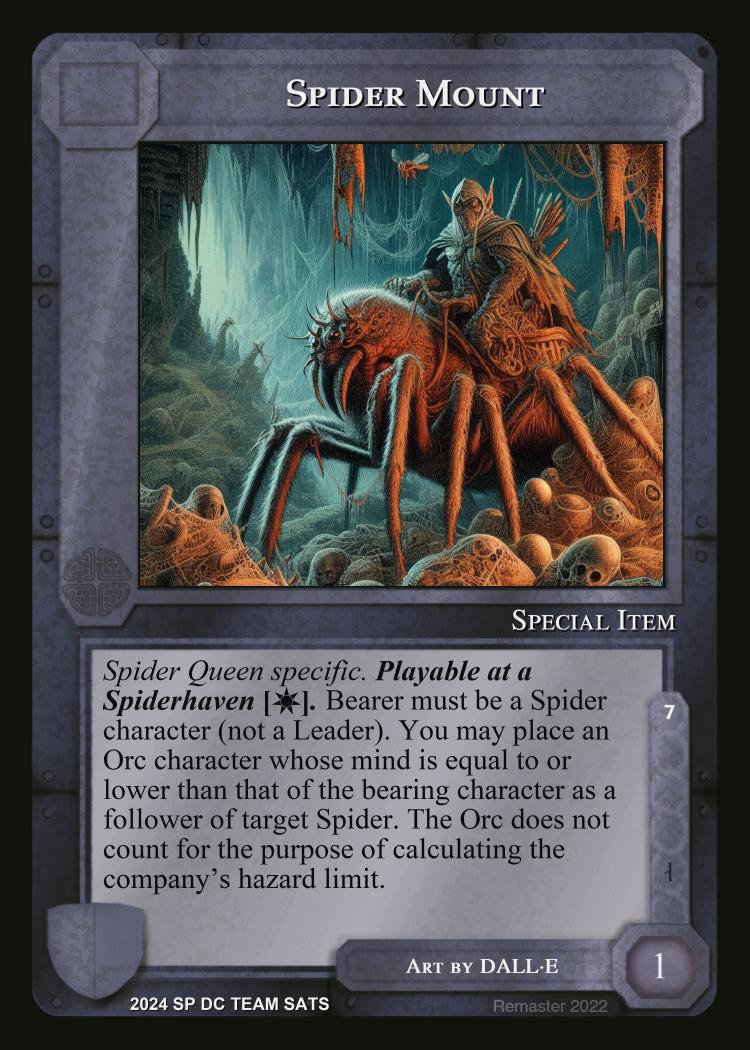 Spider Mount
Special Item
Spider Queen specific. Playable at a
Spiderhaven [☀]. Bearer must be a Spider
character (not a Leader). You may place an
Orc character whose mind is equal to or
lower than that of the bearing character as a
follower of target Spider. The Orc does not
count for the purpose of calculating the
company’s hazard limit.
7
Art by DALL·E
1
2024 SP DC TEAM SATS
Remaster 2022